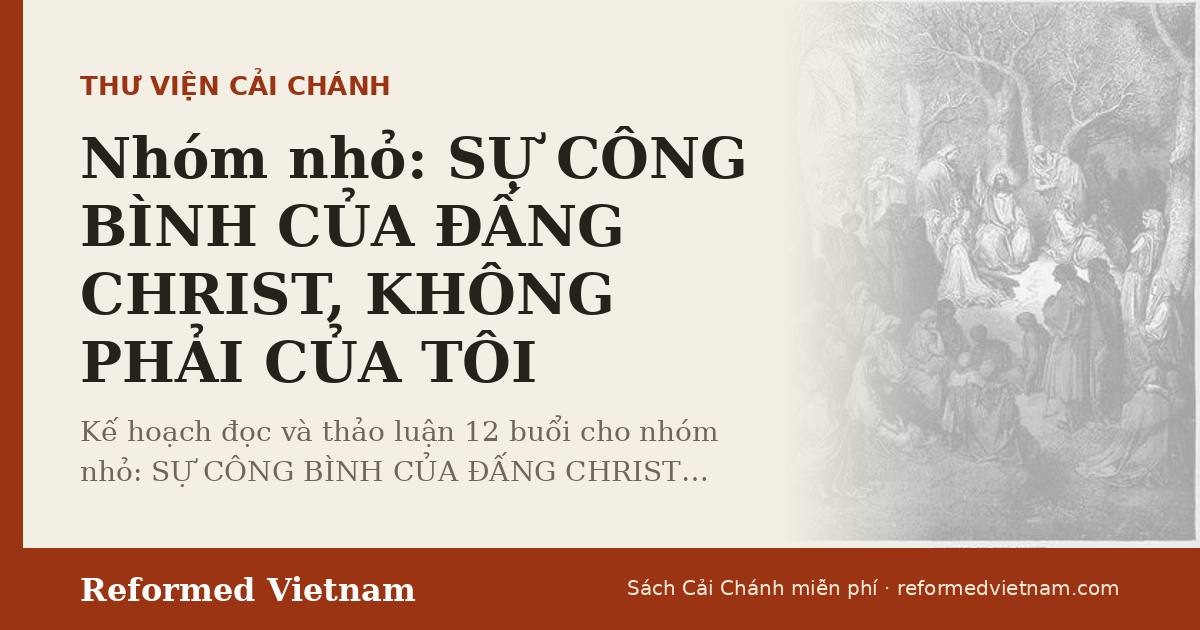 THƯ VIỆN CẢI CHÁNH
Nhóm nhỏ: SỰ CÔNG
BÌNH CỦA ĐẤNG
CHRIST, KHÔNG
PHẢI CỦA TÔI
Kế hoạch đọc và thảo luận 12 buổi cho nhóm
nhỏ: SỰ CÔNG BÌNH CỦA ĐẤNG CHRIST…
Reformed Vietnam
Sách Cải Chánh miễn phí · reformedvietnam.com